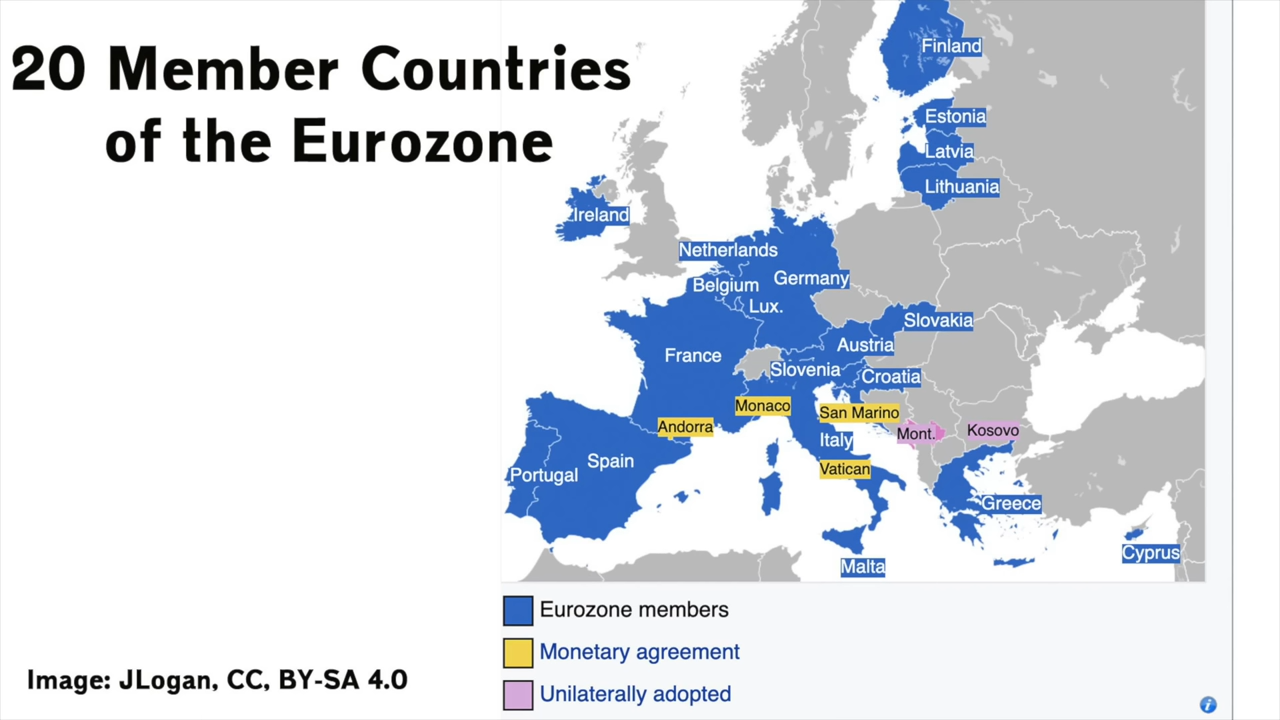 20 Member Countries
of the Eurozone
Finland
Estonia
Latvia
Lithuania
Ireland
Netherlands
Germany
Belgium
Lux.
Slovakia
Austria
France
Slovenia
Croatia
Monaco
San Marino
Andorra
Mont.
Kosovo
Italy
Spain
Vatican
Portugal
Greece
Cyprus
Malta
Eurozone members
Monetary agreement
Unilaterally adopted
Image: JLogan, CC, BY-SA 4.0
i